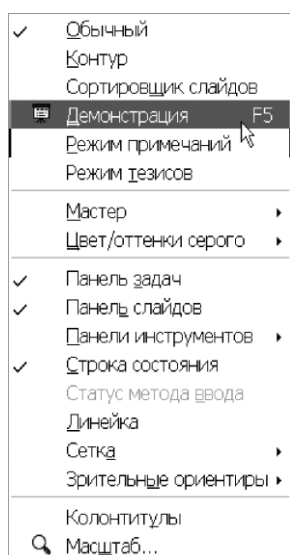 Обычный
Контур
Сортировщик слайдов
Демонстрация F5
Режим примечаний
Режим тезисов
Мастер
Цвет/оттенки серого
Панель задач
Панель слайдов
Панели инструментов
Строка состояния
Статус метода ввода
Линейка
Сетка
Зрительные ориентиры
Колонтитулы
Масштаб...